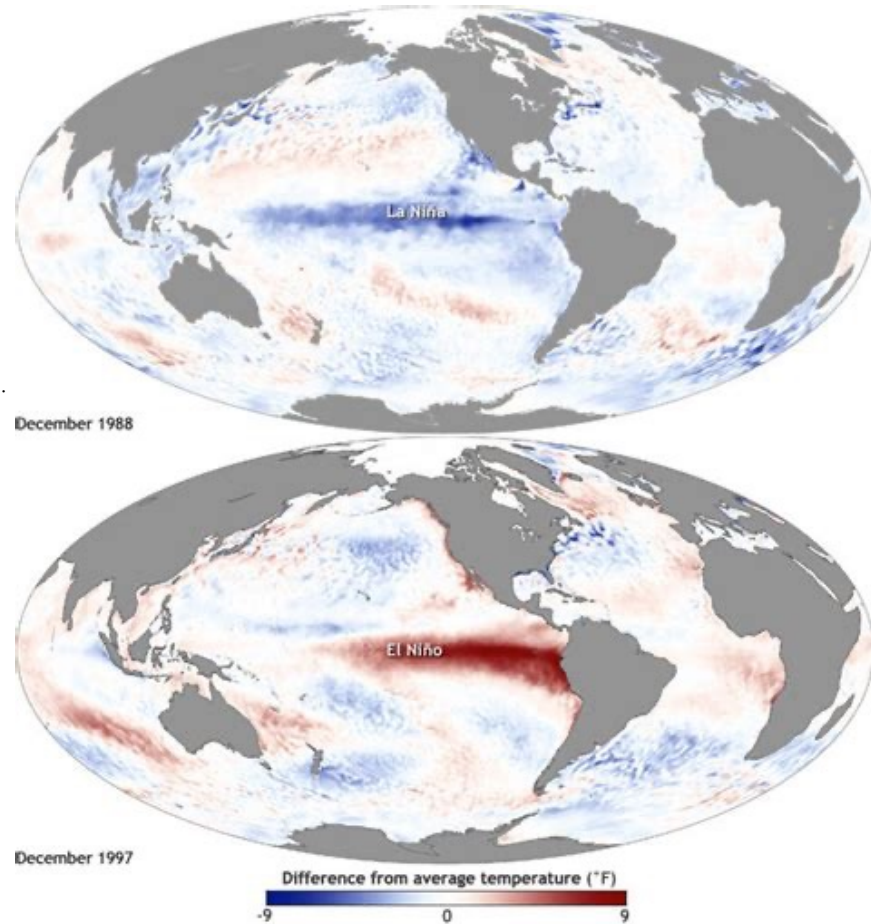 La Niña
December 1988
El Niño
December 1997
Difference from average temperature (°F)
-9 0 9